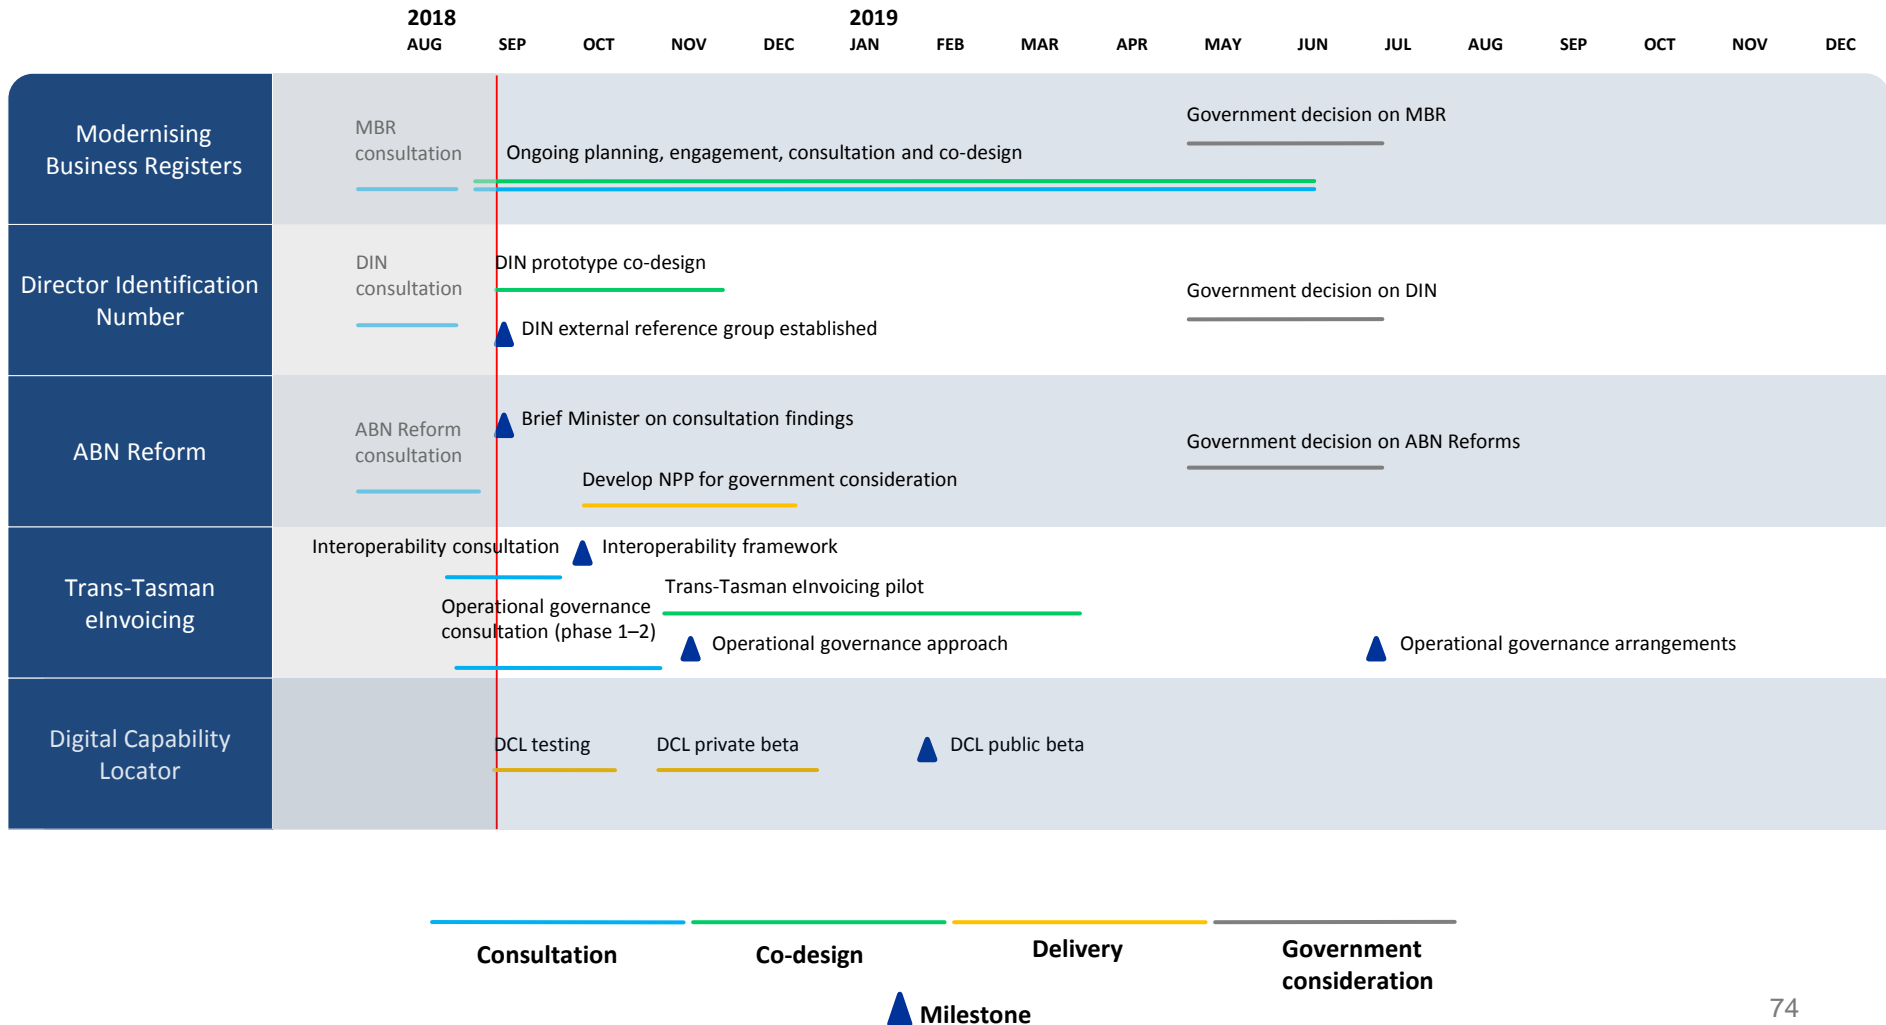 2018
2019
AUG SEP OCT NOV DEC JAN FEB MAR APR MAY JUN JUL AUG SEP OCT NOV DEC
Modernising
Business Registers
MBR
consultation
Ongoing planning, engagement, consultation and co-design
Government decision on MBR
Director Identification
Number
DIN
consultation
DIN prototype co-design
DIN external reference group established
Government decision on DIN
ABN Reform
ABN Reform
consultation
Brief Minister on consultation findings
Develop NPP for government consideration
Government decision on ABN Reforms
Trans-Tasman
eInvoicing
Interoperability consultation
Interoperability framework
Trans-Tasman eInvoicing pilot
Operational governance
consultation (phase 1–2)
Operational governance approach
Operational governance arrangements
Digital Capability
Locator
DCL testing
DCL private beta
DCL public beta
Consultation
Co-design
Delivery
Government
consideration
Milestone
74